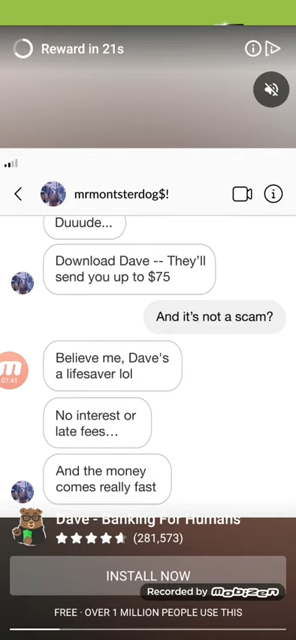 Reward in 21s
mrmontsterdog$!
Duuude...
Download Dave -- They'll
send you up to $75
And it's not a scam?
Believe me, Dave's
a lifesaver lol
07:41
No interest or
late fees...
And the money
comes really fast
Dave - Banking For Humans
(281,573)
INSTALL NOW
Recorded by mobizen
FREE · OVER 1 MILLION PEOPLE USE THIS